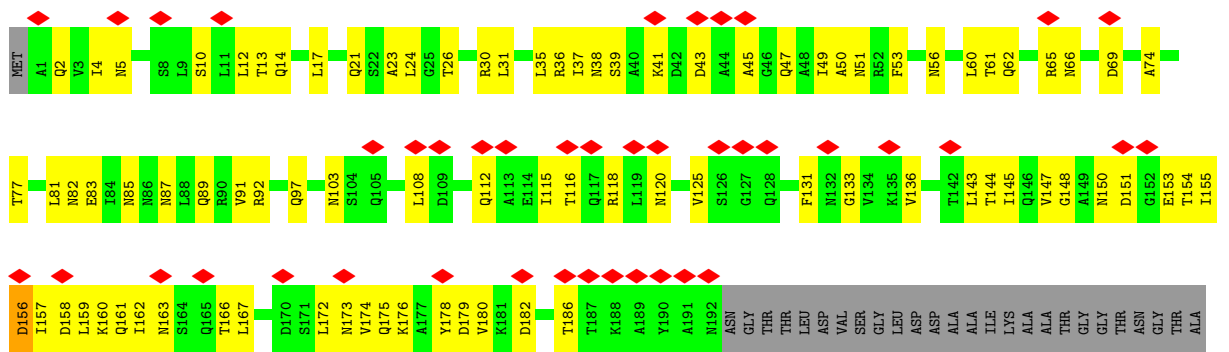 MET A1 Q2 V3 I4 N5 S8 L9 S10 L11 L12 T13 Q14 L17 Q21 S22 A23 L24 G25 T26 R30 L31 L35 R36 I37 N38 S39 A40 K41 D42 D43 A44 A45 G46 Q47 A48 I49 A50 N51 R52 F53 N56 L60 T61 Q62 R65 N66 D69 A74
T77 L81 N82 E83 I84 N85 N86 N87 L88 Q89 R90 V91 R92 Q97 N103 S104 Q105 L108 D109 Q112 A113 E114 I115 T116 Q117 R118 L119 N120 V125 S126 G127 Q128 F131 N132 G133 V134 K135 V136 T142 L143 T144 I145 Q146 V147 G148 A149 N150 D151 G152 E153 T154 I155
D156 I157 D158 L159 K160 Q161 I162 N163 S164 Q165 T166 L167 D170 S171 L172 N173 V174 Q175 K176 A177 Y178 D179 V180 K181 D182 T186 T187 K188 A189 Y190 A191 N192 ASN GLY THR THR LEU ASP VAL SER GLY LEU ASP ASP ALA ALA ILE LYS ALA ALA THR GLY GLY THR ASN GLY THR ALA